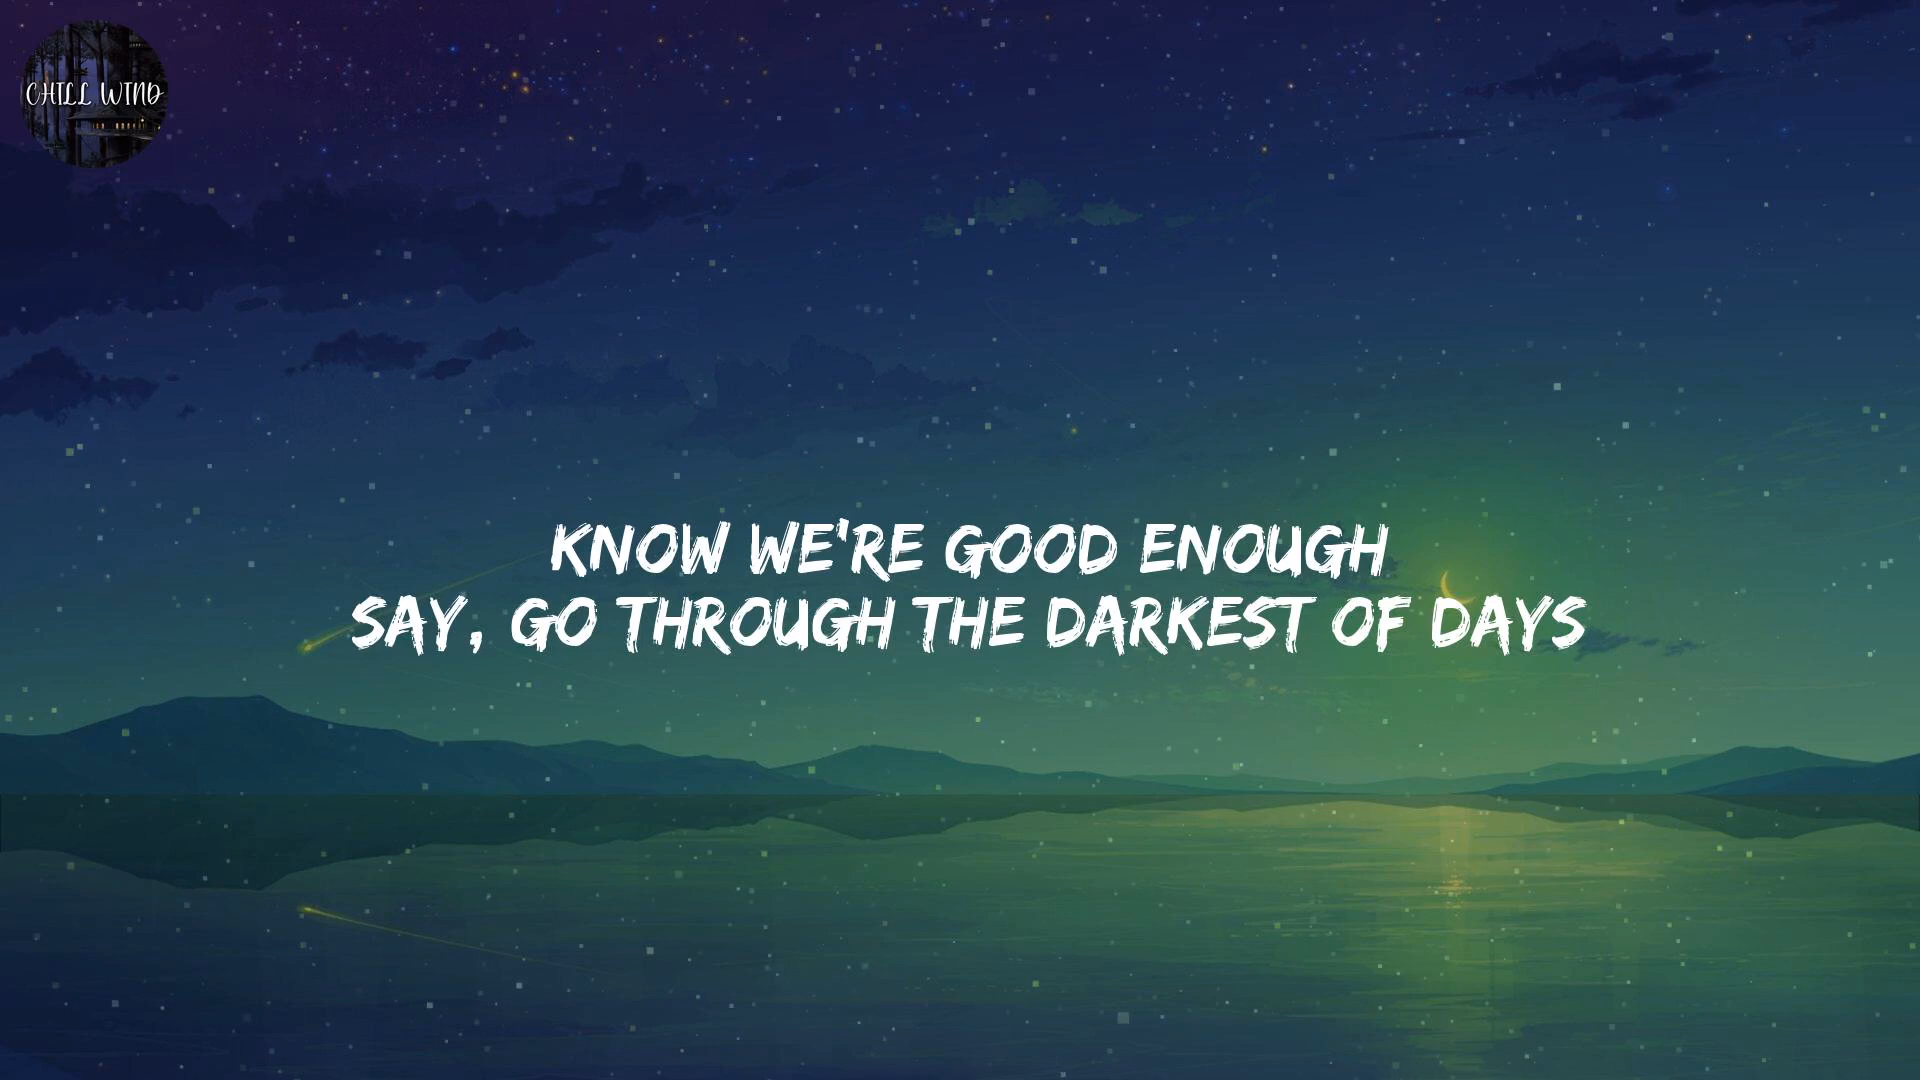 CHILL WIND
KNOW WE'RE GOOD ENOUGH
SAY, GO THROUGH THE DARKEST OF DAYS